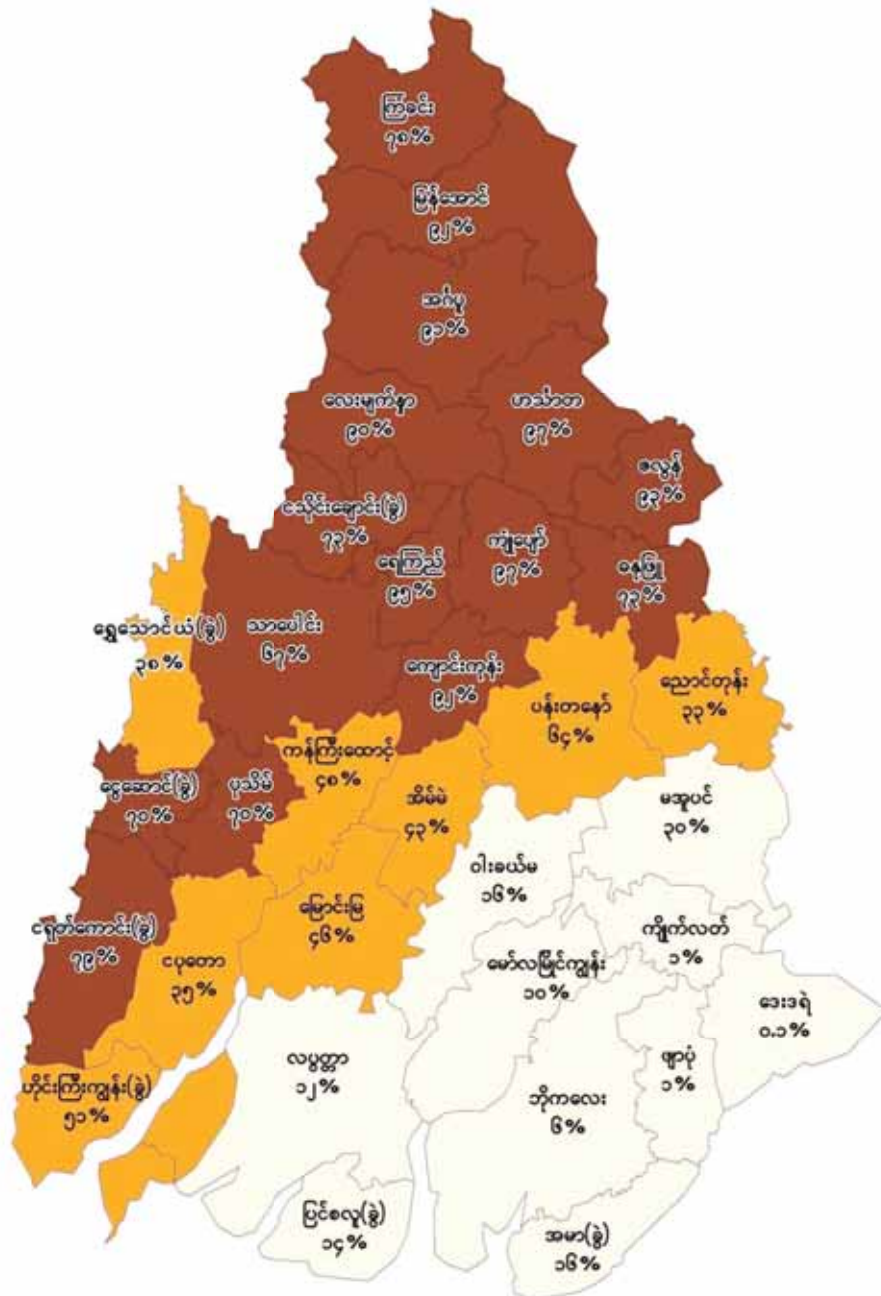 ကြံခင်း
၇၈%
မြန်အောင်
၉၂%
အင်္ဂပူ
၉၁%
လေးမျက်နှာ
၉၀%
ဟင်္သာတ
၉၇%
ဇလွန်
၉၃%
ငသိုင်းချောင်း(ခွဲ)
၇၃%
ရေကြည်
၉၅%
ကျုံပျော်
၉၇%
ဓနုဖြူ
၇၃%
ရွှေသောင်ယံ(ခွဲ)
၃၈%
သာပေါင်း
၆၇%
ကျောင်းကုန်း
၉၂%
ပန်းတနော်
၆၄%
ညောင်တုန်း
၃၃%
ငွေဆောင်(ခွဲ)
၇၀%
ပုသိမ်
၇၀%
ကန်ကြီးထောင့်
၄၈%
အိမ်မဲ
၄၃%
မအူပင်
၃၀%
ဝါးခယ်မ
၁၆%
ငရုတ်ကောင်း(ခွဲ)
၇၉%
ငပုတော
၃၅%
မြောင်းမြ
၄၆%
မော်လမြိုင်ကျွန်း
၁၀%
ကျိုက်လတ်
၁%
ဒေးဒရဲ
၀.၁%
ဟိုင်းကြီးကျွန်း(ခွဲ)
၅၁%
လပွတ္တာ
၁၂%
ဘိုကလေး
၆%
ဖျာပုံ
၁%
ပြင်စလူ(ခွဲ)
၁၄%
အမာ(ခွဲ)
၁၆%